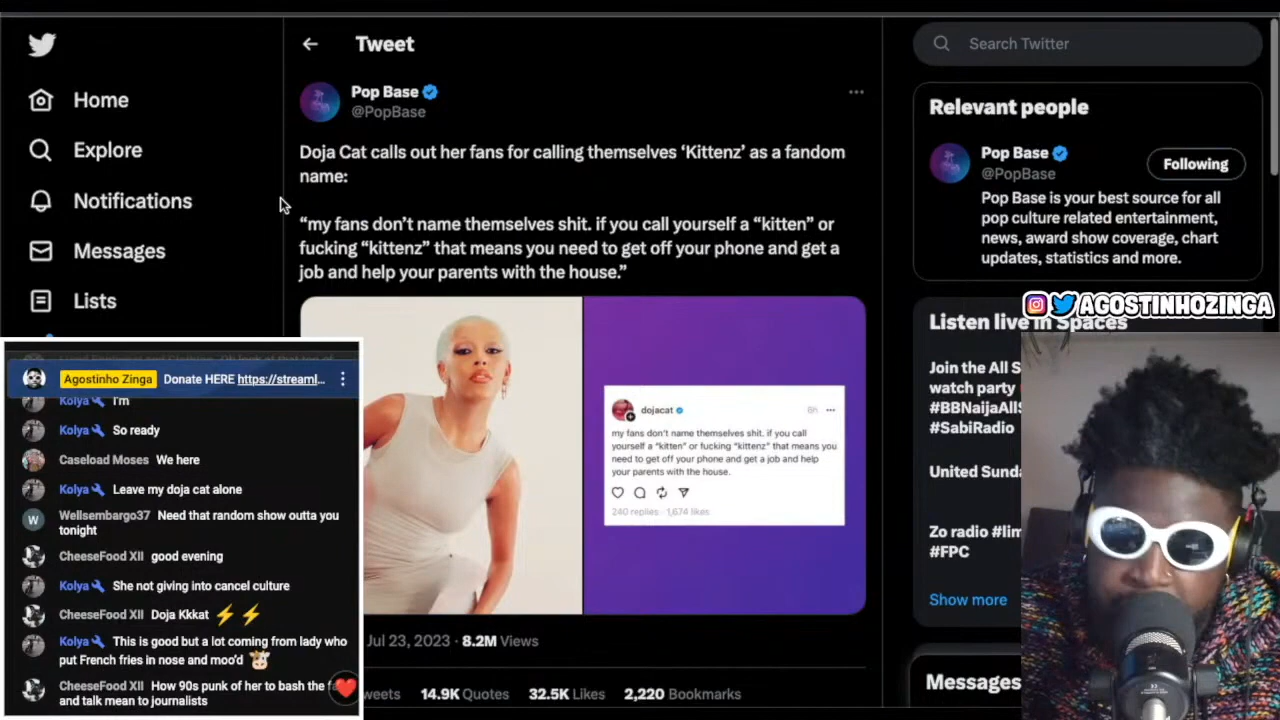 Tweet
Search Twitter
Home
Explore
Notifications
Messages
Lists
Pop Base
@PopBase
Doja Cat calls out her fans for calling themselves ‘Kittenz’ as a fandom
name:
“my fans don’t name themselves shit. if you call yourself a “kitten” or
fucking “kittenz” that means you need to get off your phone and get a
job and help your parents with the house.”
dojacat
6h
my fans don't name themselves shit. if you call
yourself a "kitten" or fucking "kittenz" that means you
need to get off your phone and get a job and help
your parents with the house.
240 replies · 1,674 likes
Jul 23, 2023 · 8.2M Views
14.9K Quotes 32.5K Likes 2,220 Bookmarks
Relevant people
Pop Base
@PopBase
Following
Pop Base is your best source for all
pop culture related entertainment,
news, award show coverage, chart
updates, statistics and more.
AGOSTINHOZINGA
Listen live in Spaces
Join the All S
watch party
#BBNaijaAllS
#SabiRadio
United Sunda
Zo radio #lim
#FPC
Show more
Messages
Agostinho Zinga Donate HERE https://streaml...
Kolya I'm
Kolya So ready
Caseload Moses We here
Kolya Leave my doja cat alone
W
Wellsembargo37 Need that random show outta you
tonight
CheeseFood XII good evening
Kolya She not giving into cancel culture
CheeseFood XII Doja Kkkat ⚡⚡
Kolya This is good but a lot coming from lady who
put French fries in nose and moo'd 🐮
CheeseFood XII How 90s punk of her to bash the
and talk mean to journalists